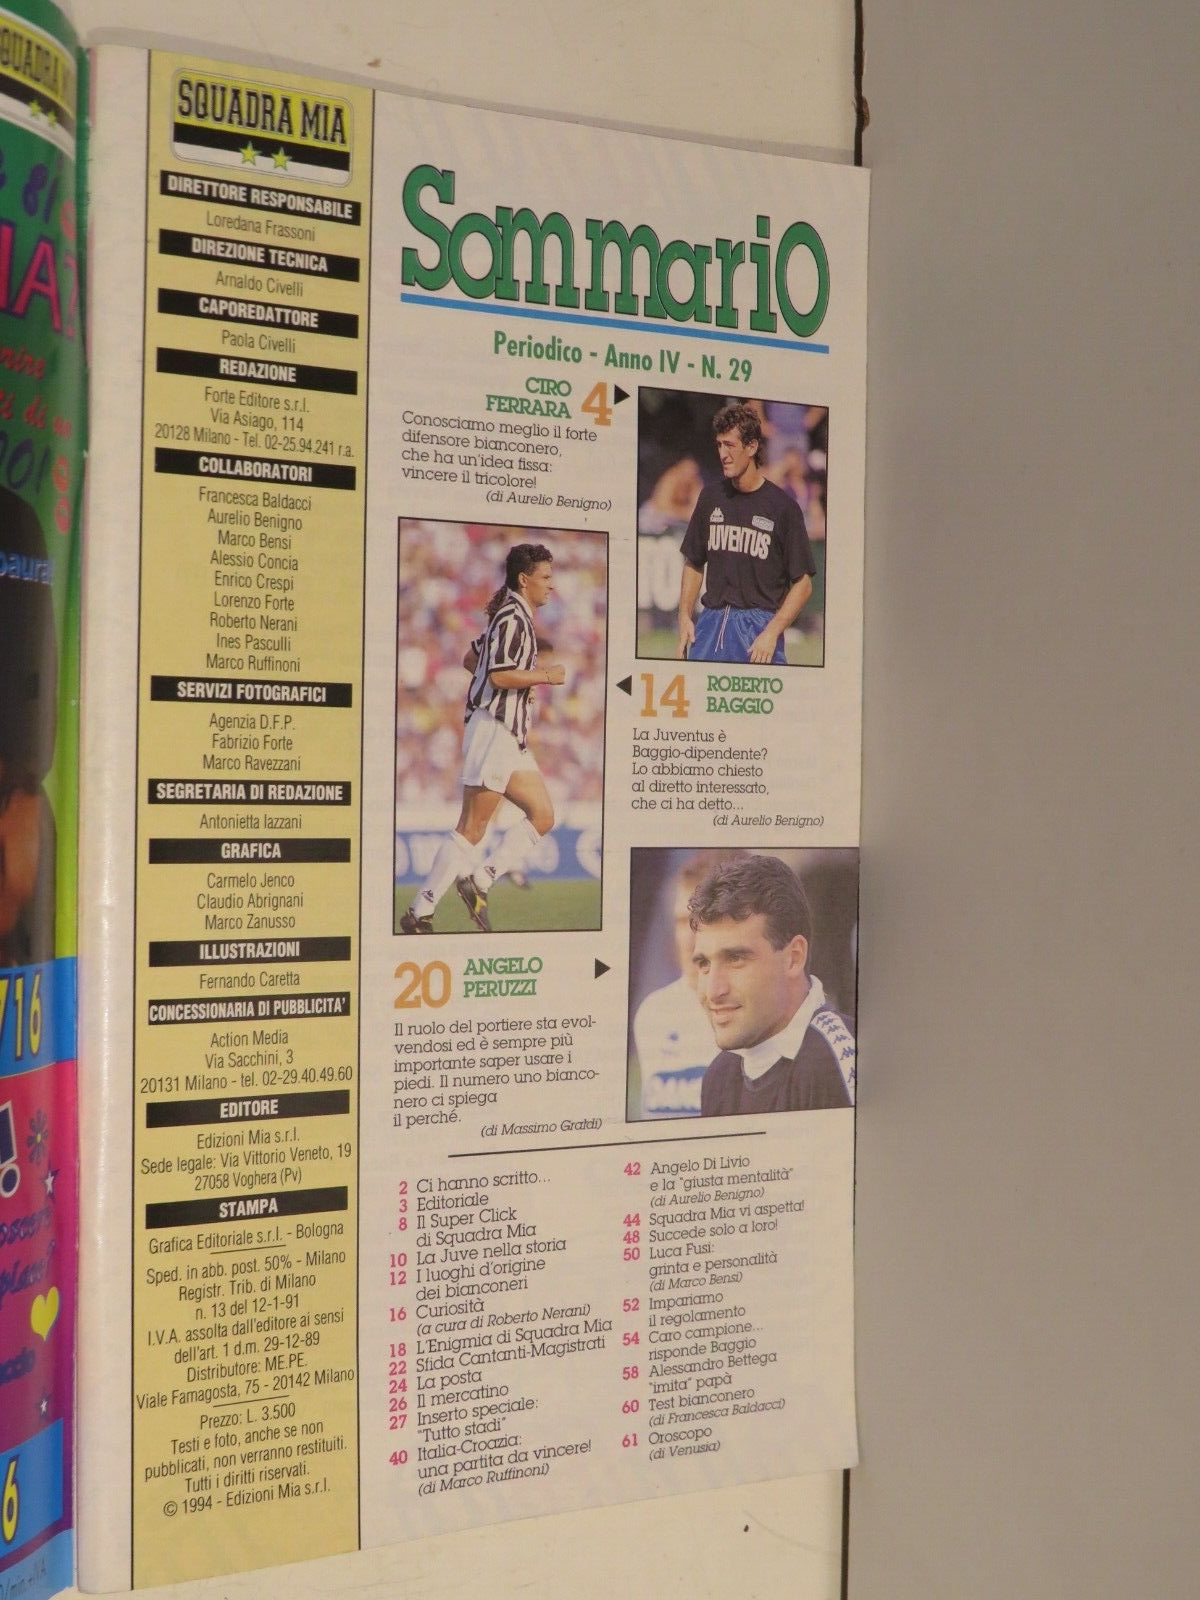 SQUADRA MIA
DIRETTORE RESPONSABILE
Loredana Frassoni
DIREZIONE TECNICA
Arnaldo Civelli
CAPOREDATTORE
Paola Civelli
REDAZIONE
Forte Editore s.r.l.
Via Asiago, 114
20128 Milano - Tel. 02-25.94.241 r.a.
COLLABORATORI
Francesca Baldacci
Aurelio Benigno
Marco Bensi
Alessio Concia
Enrico Crespi
Lorenzo Forte
Roberto Nerani
Ines Pasculli
Marco Ruffinoni
SERVIZI FOTOGRAFICI
Agenzia D.F.P.
Fabrizio Forte
Marco Ravezzani
SEGRETARIA DI REDAZIONE
Antonietta Iazzani
GRAFICA
Carmelo Jenco
Claudio Abrignani
Marco Zanusso
ILLUSTRAZIONI
Fernando Caretta
CONCESSIONARIA DI PUBBLICITA'
Action Media
Via Sacchini, 3
20131 Milano - tel. 02-29.40.49.60
EDITORE
Edizioni Mia s.r.l.
Sede legale: Via Vittorio Veneto, 19
27058 Voghera (Pv)
STAMPA
Grafica Editoriale s.r.l. - Bologna
Sped. in abb. post. 50% - Milano
Registr. Trib. di Milano
n. 13 del 12-1-91
I.V.A. assolta dall'editore ai sensi
dell'art. 1 d.m. 29-12-89
Distributore: ME.PE.
Viale Famagosta, 75 - 20142 Milano
Prezzo: L. 3.500
Testi e foto, anche se non
pubblicati, non verranno restituiti.
Tutti i diritti riservati.
© 1994 - Edizioni Mia s.r.l.
Sommario
Periodico - Anno IV - N. 29
CIRO
FERRARA 4
Conosciamo meglio il forte
difensore bianconero,
che ha un'idea fissa:
vincere il tricolore!
(di Aurelio Benigno)
JUVENTUS
14 ROBERTO
BAGGIO
La Juventus è
Baggio-dipendente?
Lo abbiamo chiesto
al diretto interessato,
che ci ha detto...
(di Aurelio Benigno)
20 ANGELO
PERUZZI
Il ruolo del portiere sta evol-
vendosi ed è sempre più
importante saper usare i
piedi. Il numero uno bianco-
nero ci spiega
il perché.
(di Massimo Graldi)
2 Ci hanno scritto...
3 Editoriale
8 Il Super Click
di Squadra Mia
10 La Juve nella storia
12 I luoghi d'origine
dei bianconeri
16 Curiosità
(a cura di Roberto Nerani)
18 L'Enigmia di Squadra Mia
22 Sfida Cantanti-Magistrati
24 La posta
26 Il mercatino
27 Inserto speciale:
"Tutto stadi"
40 Italia-Croazia:
una partita da vincere!
(di Marco Ruffinoni)
42 Angelo Di Livio
e la "giusta mentalità"
(di Aurelio Benigno)
44 Squadra Mia vi aspetta!
48 Succede solo a loro!
50 Luca Fusi:
grinta e personalità
(di Marco Bensi)
52 Impariamo
il regolamento
54 Caro campione...
risponde Baggio
58 Alessandro Bettega
"imita" papà
60 Test bianconero
(di Francesca Baldacci)
61 Oroscopo
(di Venusia)